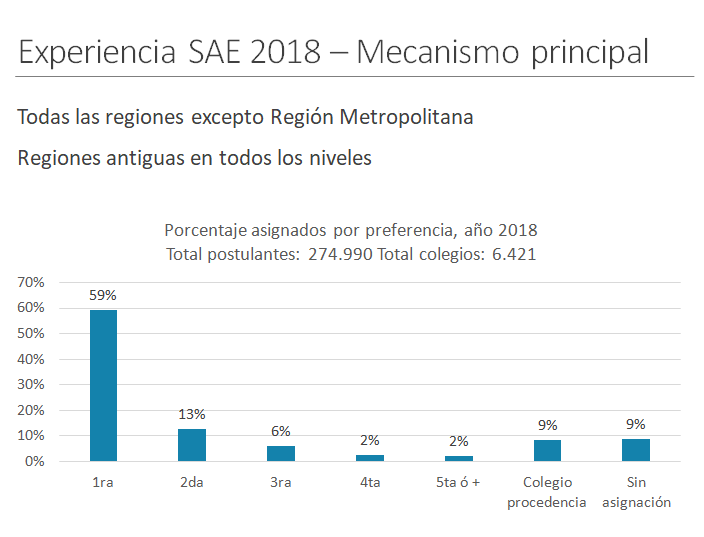 Experiencia SAE 2018 – Mecanismo principal
Todas las regiones excepto Región Metropolitana
Regiones antiguas en todos los niveles
Porcentaje asignados por preferencia, año 2018
Total postulantes: 274.990 Total colegios: 6.421
70%
60%
50%
40%
30%
20%
10%
0%
59%
13%
6%
2%
2%
9%
9%
1ra
2da
3ra
4ta
5ta ó +
Colegio
procedencia
Sin
asignación